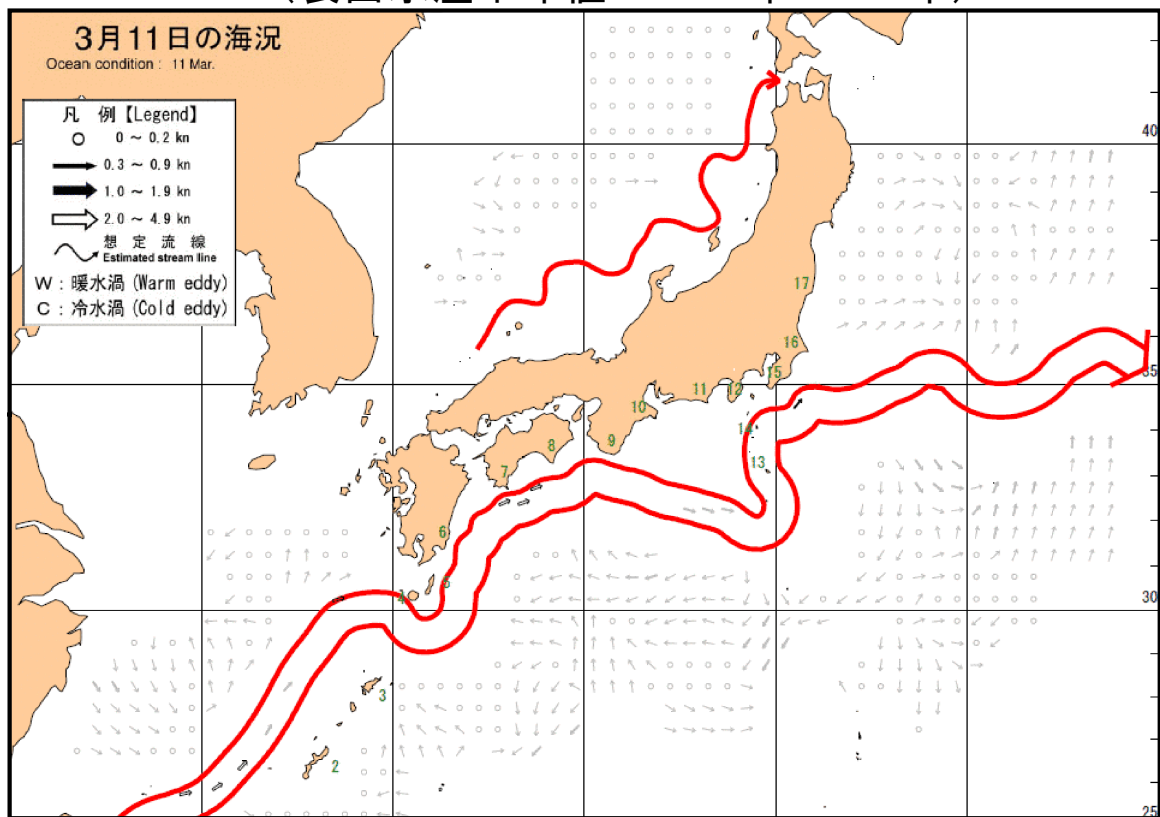 3月11日の海況
Ocean condition : 11 Mar.
凡 例【Legend】
0 ～ 0.2 kn
0.3 ～ 0.9 kn
1.0 ～ 1.9 kn
2.0 ～ 4.9 kn
想 定 流 線
Estimated stream line
W : 暖水渦 (Warm eddy)
C : 冷水渦 (Cold eddy)
40
17
16
15
35
12
11
10
14
9
8
13
7
6
5
4
30
3
2
25